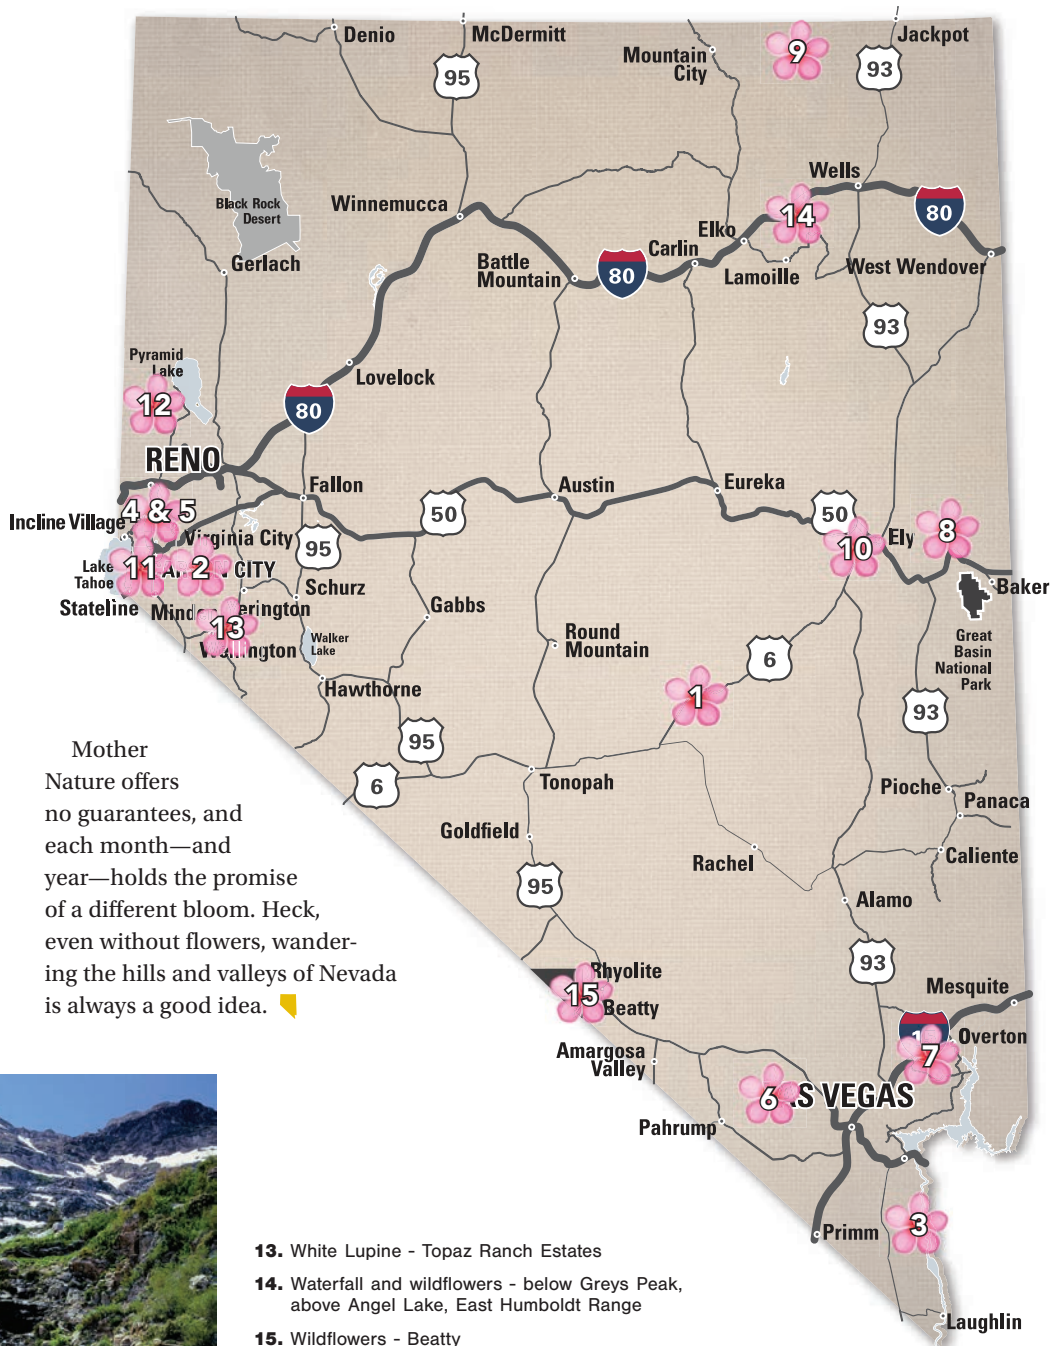 Denio
McDermitt
Mountain
City
9
Jackpot
95
93
Black Rock
Desert
Winnemucca
Wells
14
80
Gerlach
Battle
Mountain
80
Carlin
Elko
Lamoille
West Wendover
93
Pyramid
Lake
12
Lovelock
80
RENO
Fallon
Austin
Eureka
4 & 5
Incline Village
Virginia City
50
50
Ely
8
95
10
Lake
Tahoe
11
2
CITY
Baker
Stateline
Schurz
Gabbs
13
Walker
Lake
Round
Mountain
Great
Basin
National
Park
6
1
Hawthorne
95
93
6
Tonopah
Pioche
Panaca
Goldfield
Rachel
Caliente
95
Alamo
Mother
Nature offers
no guarantees, and
each month—and
year—holds the promise
of a different bloom. Heck,
even without flowers, wander-
ing the hills and valleys of Nevada
is always a good idea.
93
Rhyolite
15
Beatty
Mesquite
Overton
7
Amargosa
Valley
6
AS VEGAS
Pahrump
3
Primm
Laughlin
13. White Lupine - Topaz Ranch Estates
14. Waterfall and wildflowers - below Greys Peak,
above Angel Lake, East Humboldt Range
15. Wildflowers - Beatty